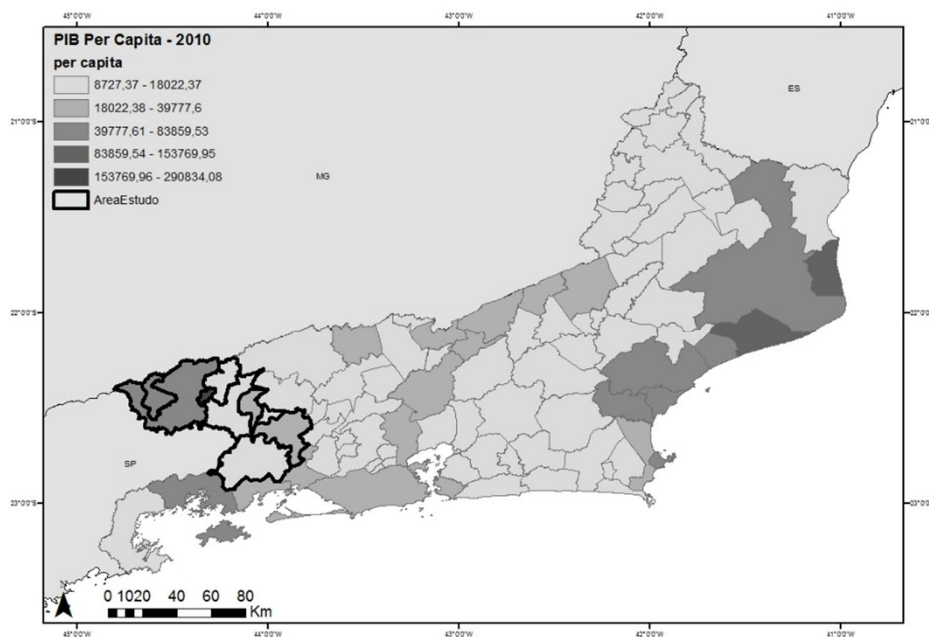 45°0'0"W 44°0'0"W 43°0'0"W 42°0'0"W 41°0'0"W
PIB Per Capita - 2010
per capita
8727,37 - 18022,37
18022,38 - 39777,6
39777,61 - 83859,53
83859,54 - 153769,95
153769,96 - 290834,08
AreaEstudo
ES
21°0'0"S 21°0'0"S
MG
22°0'0"S 22°0'0"S
SP
23°0'0"S 23°0'0"S
0 1020 40 60 80
Km
45°0'0"W 44°0'0"W 43°0'0"W 42°0'0"W 41°0'0"W